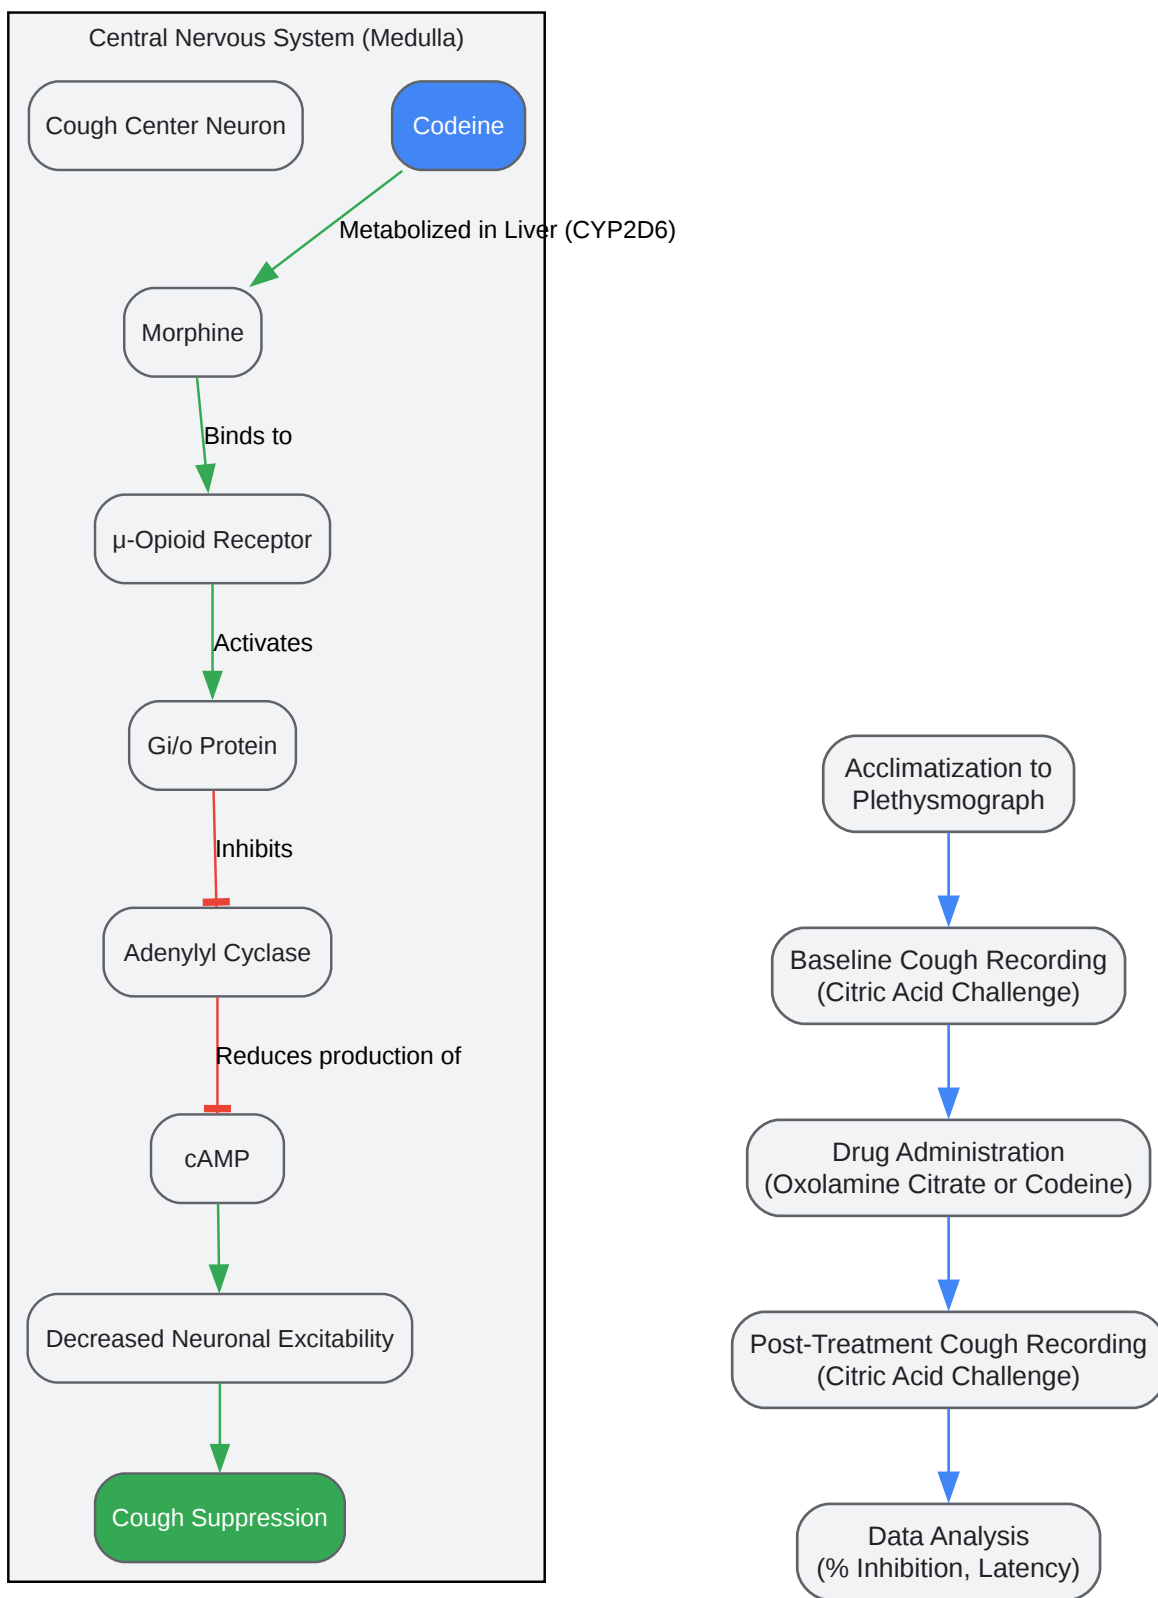 Central Nervous System (Medulla)
Cough Center Neuron
Codeine
Metabolized in Liver (CYP2D6)
Morphine
Binds to
μ-Opioid Receptor
Activates
Gi/o Protein
Inhibits
Adenylyl Cyclase
Reduces production of
cAMP
Decreased Neuronal Excitability
Cough Suppression
Acclimatization to
Plethysmograph
Baseline Cough Recording
(Citric Acid Challenge)
Drug Administration
(Oxolamine Citrate or Codeine)
Post-Treatment Cough Recording
(Citric Acid Challenge)
Data Analysis
(% Inhibition, Latency)